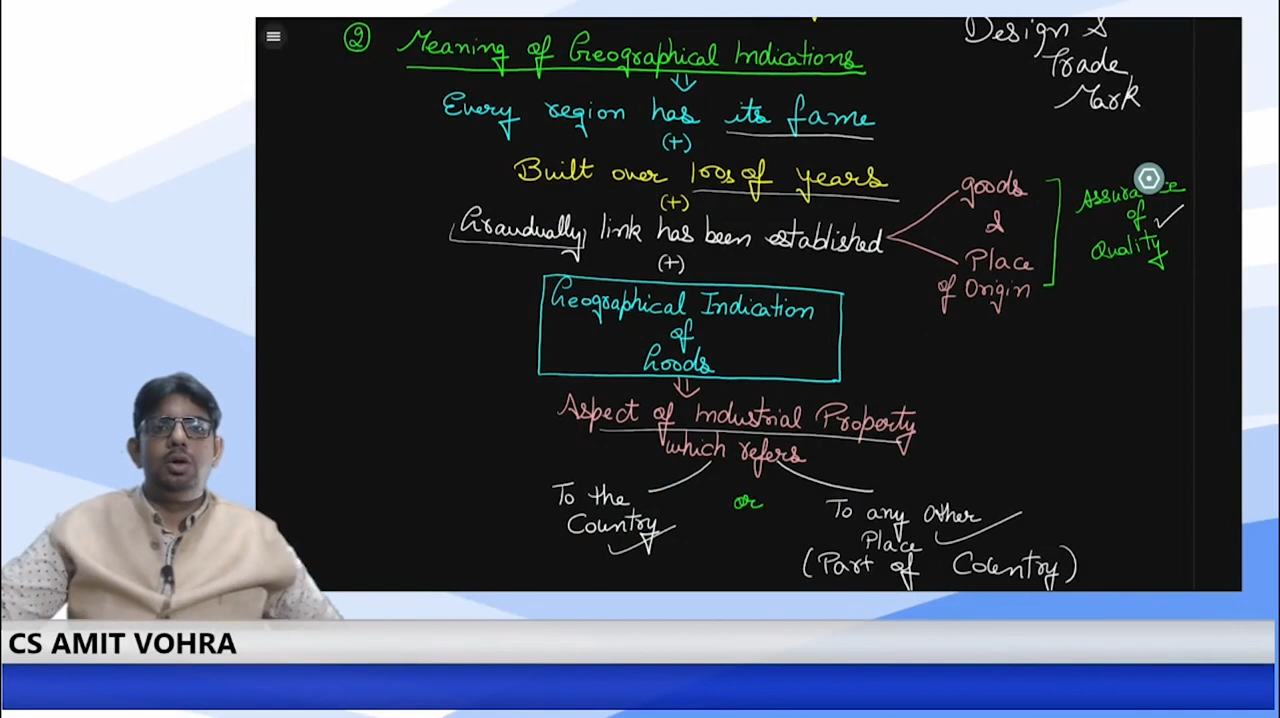 Design &
Trade
Mark
② Meaning of Geographical Indications
Every region has its fame
(+)
Built over 100s of years
(+)
Graudually, link has been established
goods
&
Place
of Origin
Assurance
of
Quality
(+)
Geographical Indication
of
Goods
Aspect of Industrial Property
which refers
To the
Country
or
To any other
Place
(Part of Country)
CS AMIT VOHRA